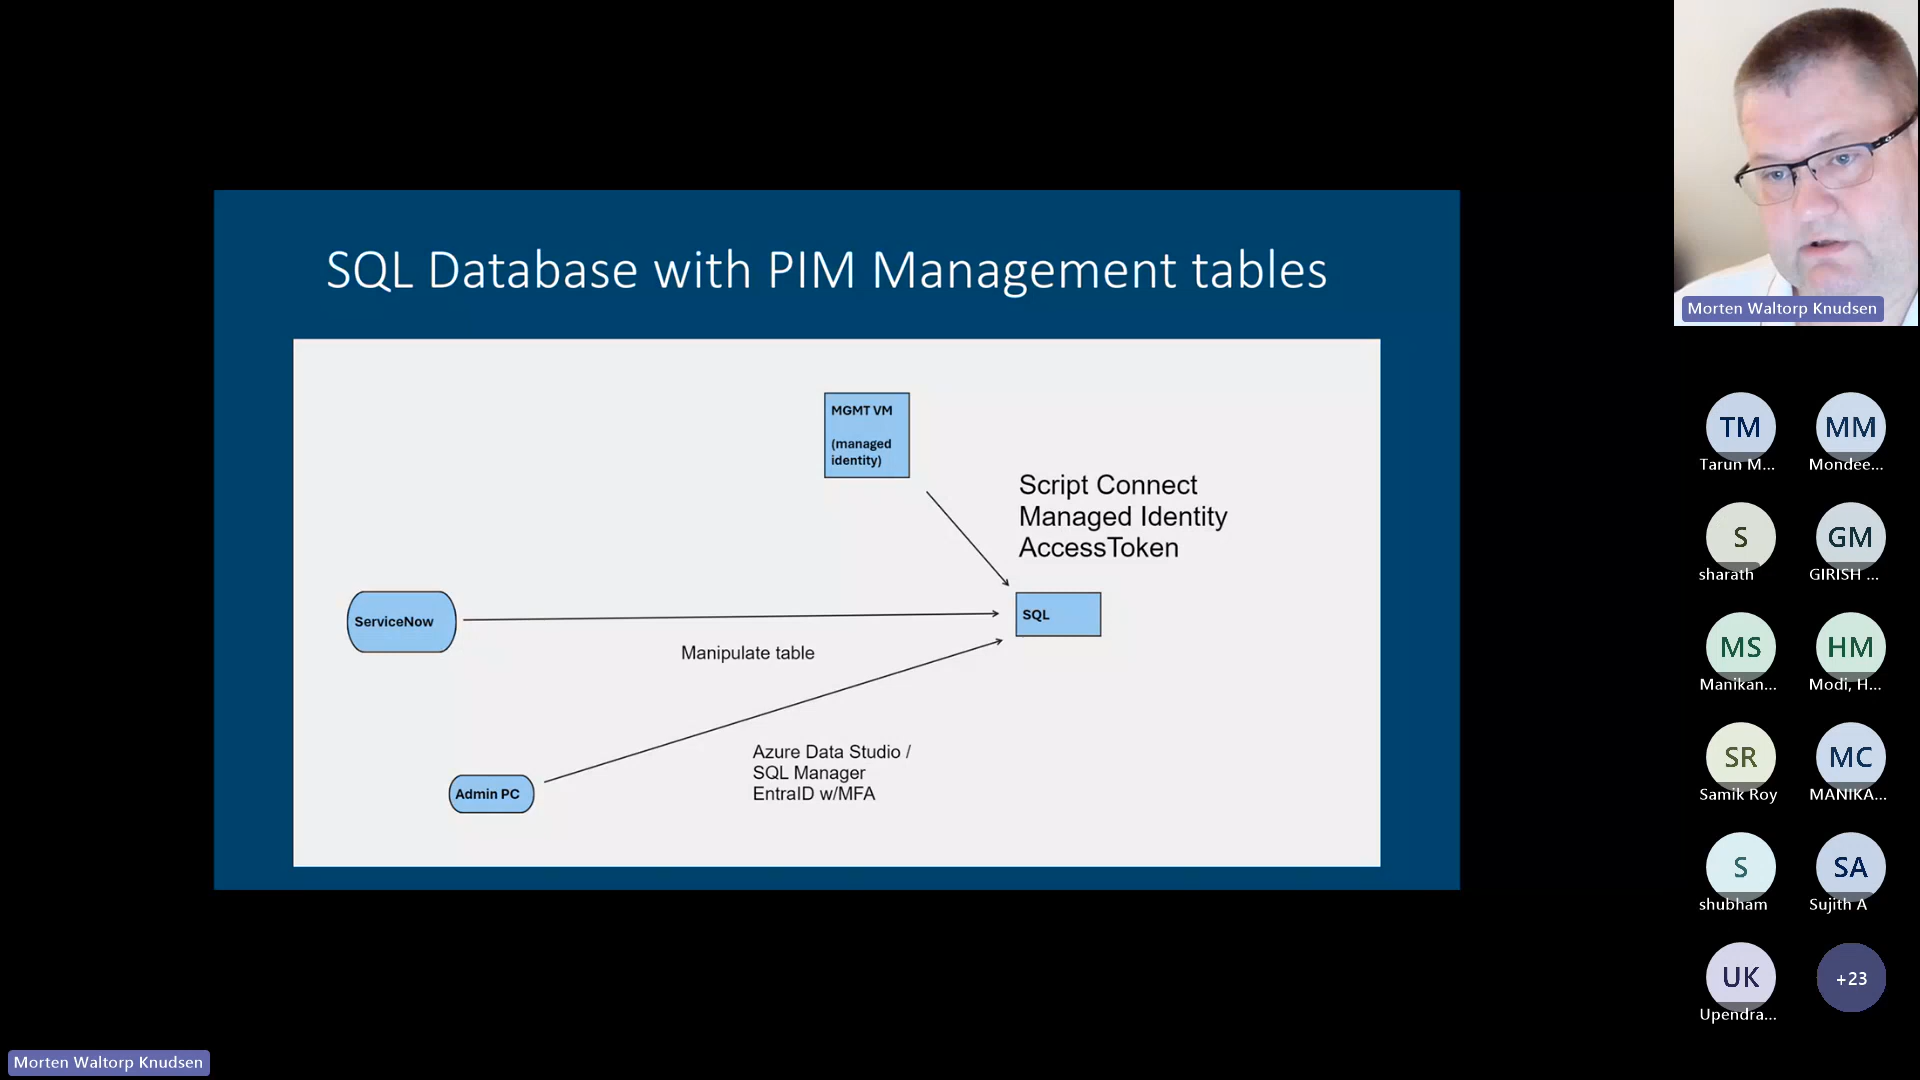 SQL Database with PIM Management tables
MGMT VM
(managed
identity)
Script Connect
Managed Identity
AccessToken
ServiceNow
SQL
Manipulate table
Azure Data Studio /
SQL Manager
EntraID w/MFA
Admin PC
Morten Waltorp Knudsen
TM
MM
Tarun M...
Mondee...
S
GM
sharath
GIRISH ...
MS
HM
Manikan...
Modi, H...
SR
MC
Samik Roy
MANIKA...
S
SA
shubham
Sujith A
UK
+23
Upendra...
Morten Waltorp Knudsen